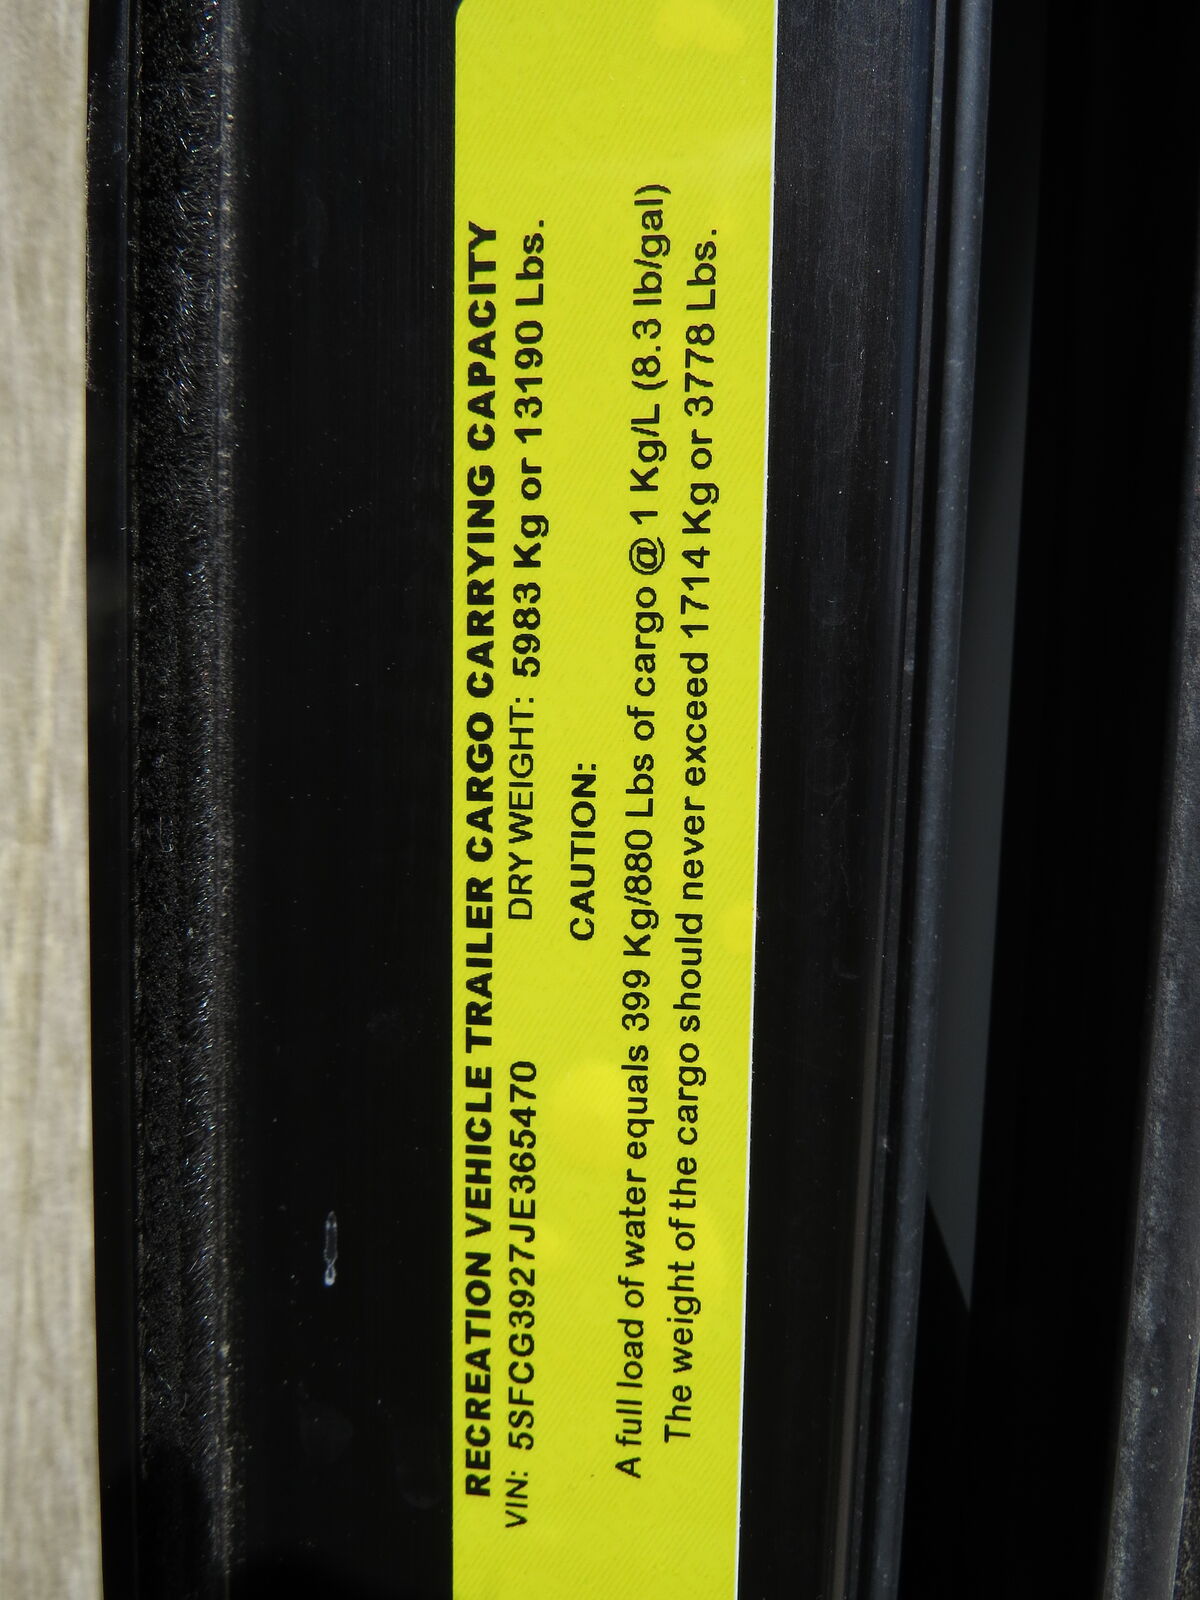 RECREATION VEHICLE TRAILER CARGO CARRYING CAPACITY
VIN: 5SFCG3927JE365470 DRY WEIGHT: 5983 Kg or 13190 Lbs.
CAUTION:
A full load of water equals 399 Kg/880 Lbs of cargo @ 1 Kg/L (8.3 lb/gal)
The weight of the cargo should never exceed 1714 Kg or 3778 Lbs.